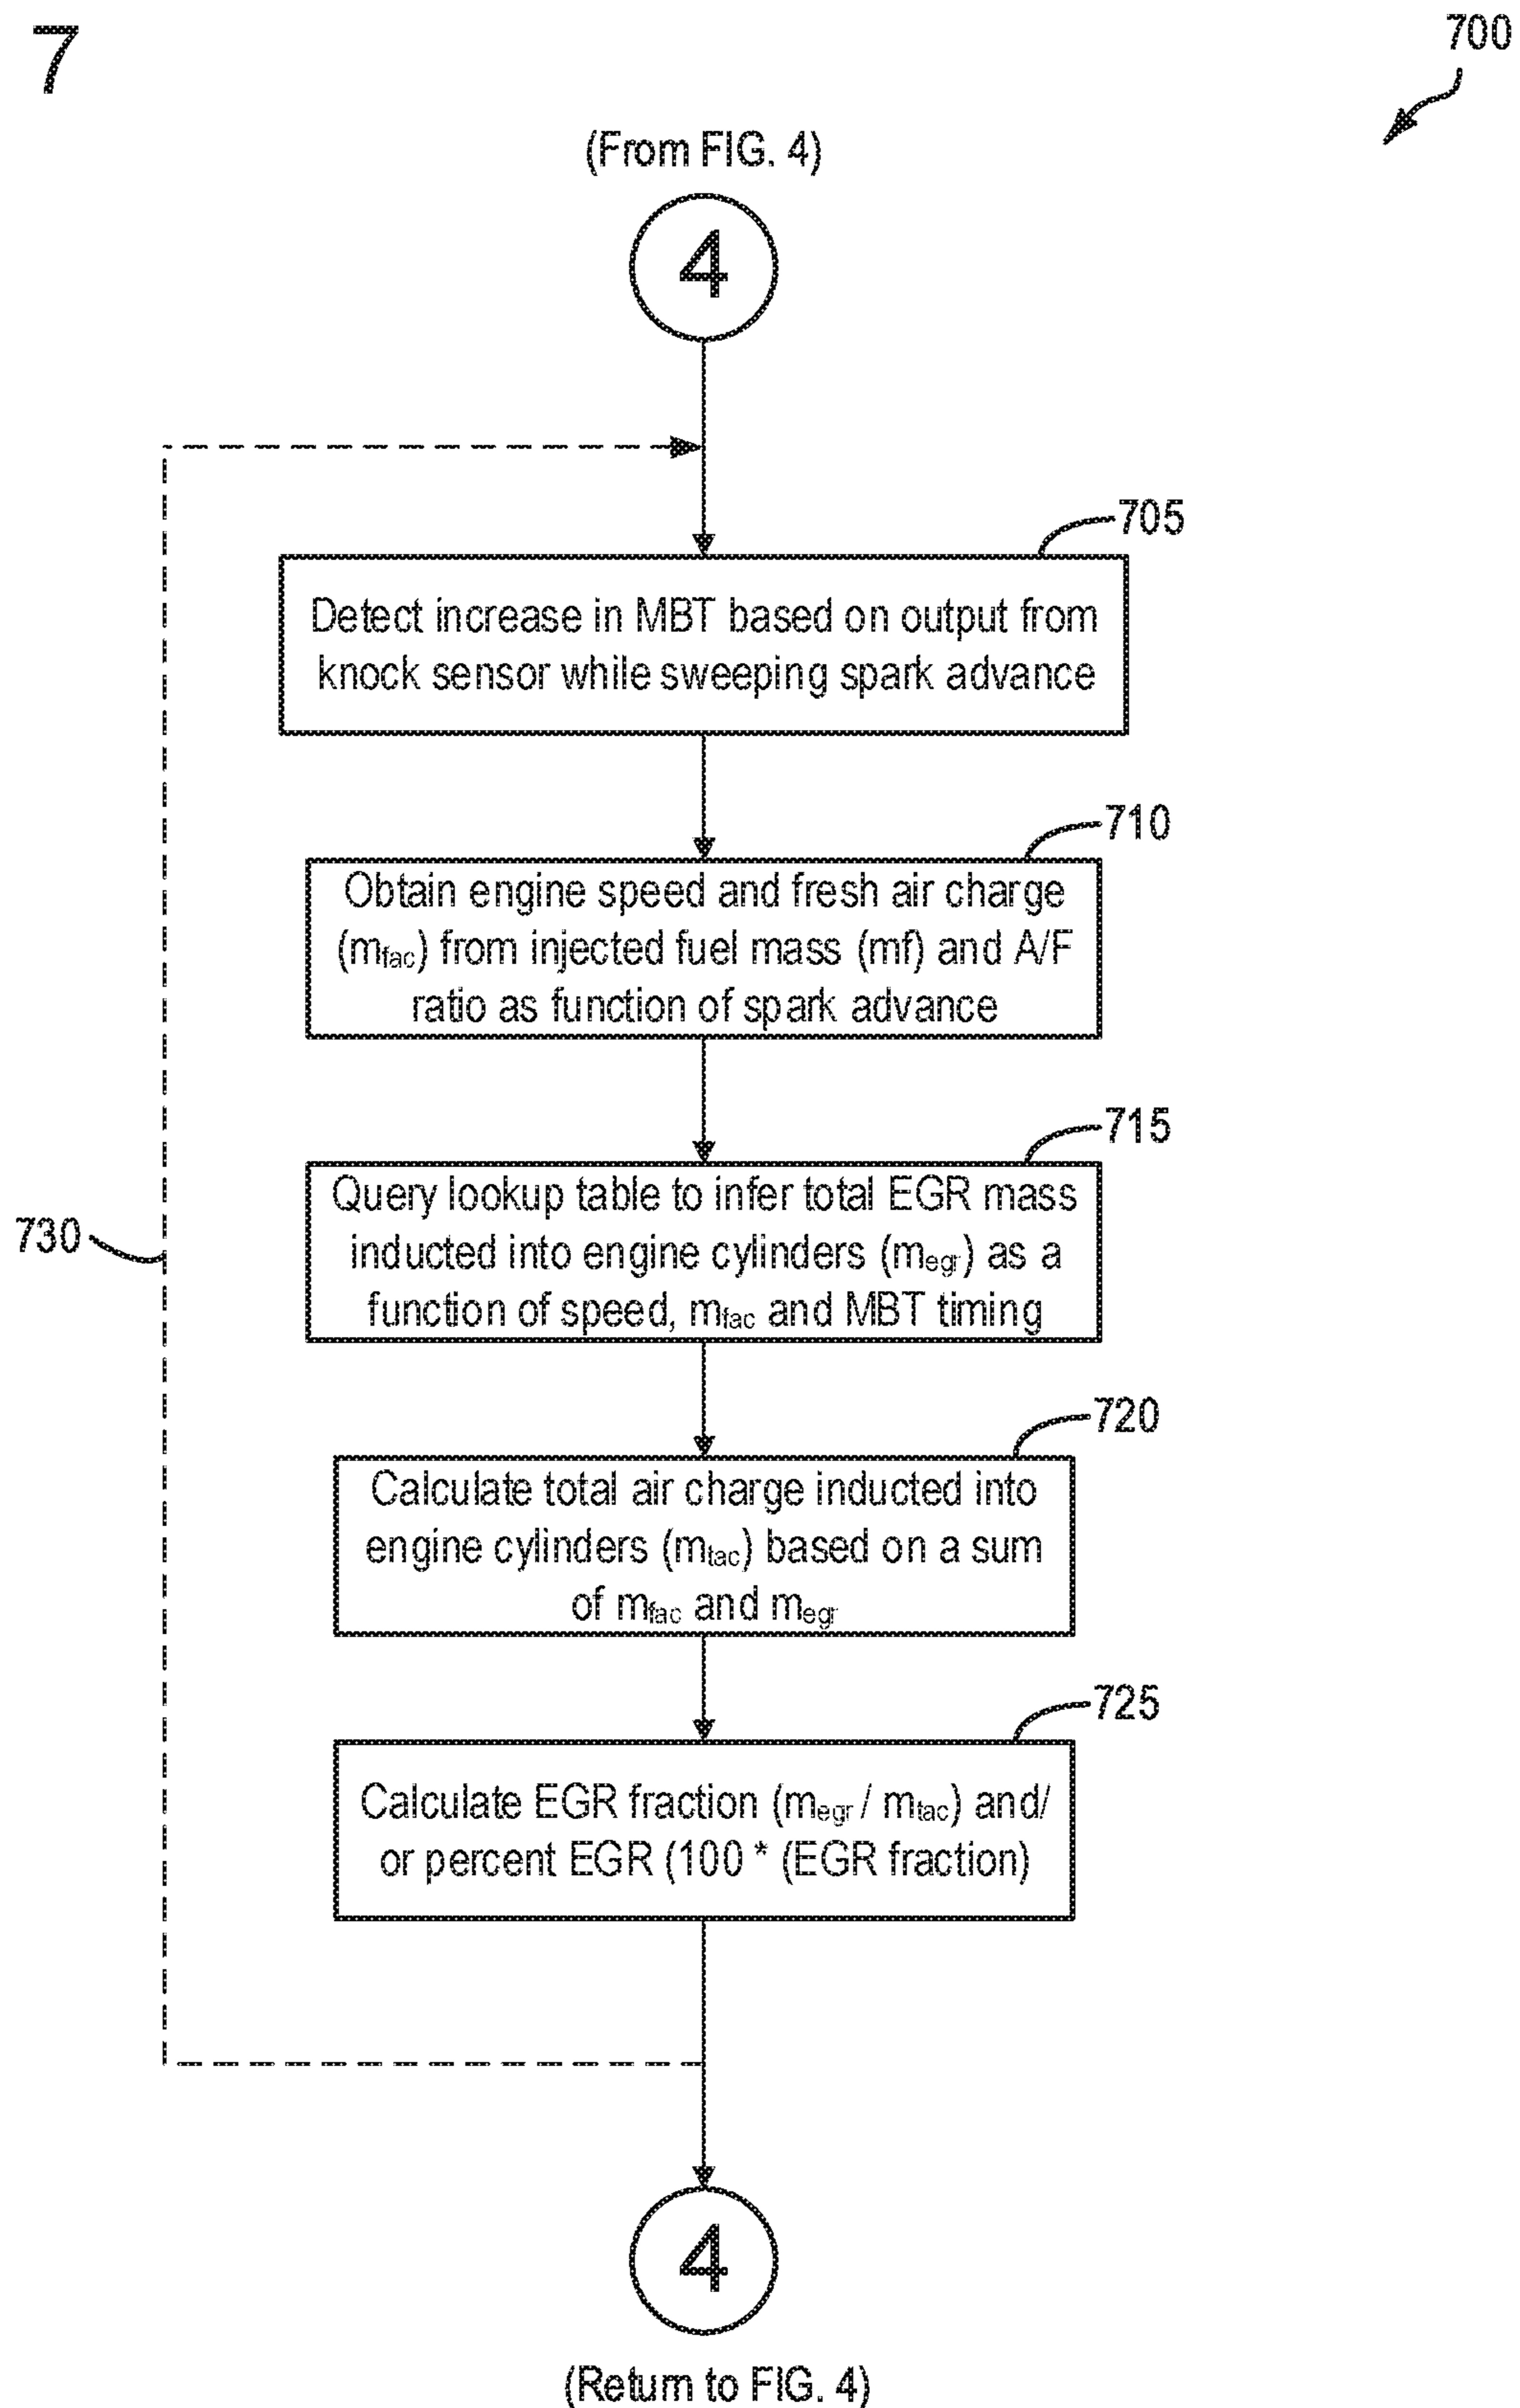 7
700
(From FIG. 4)
4
705
Detect increase in MBT based on output from
knock sensor while sweeping spark advance
710
Obtain engine speed and fresh air charge
(mfac) from injected fuel mass (mf) and A/F
ratio as function of spark advance
715
Query lookup table to infer total EGR mass
inducted into engine cylinders (megr) as a
function of speed, mfac and MBT timing
730
720
Calculate total air charge inducted into
engine cylinders (mtac) based on a sum
of mfac and megr
725
Calculate EGR fraction (megr / mtac) and/
or percent EGR (100 * (EGR fraction)
4
(Return to FIG. 4)